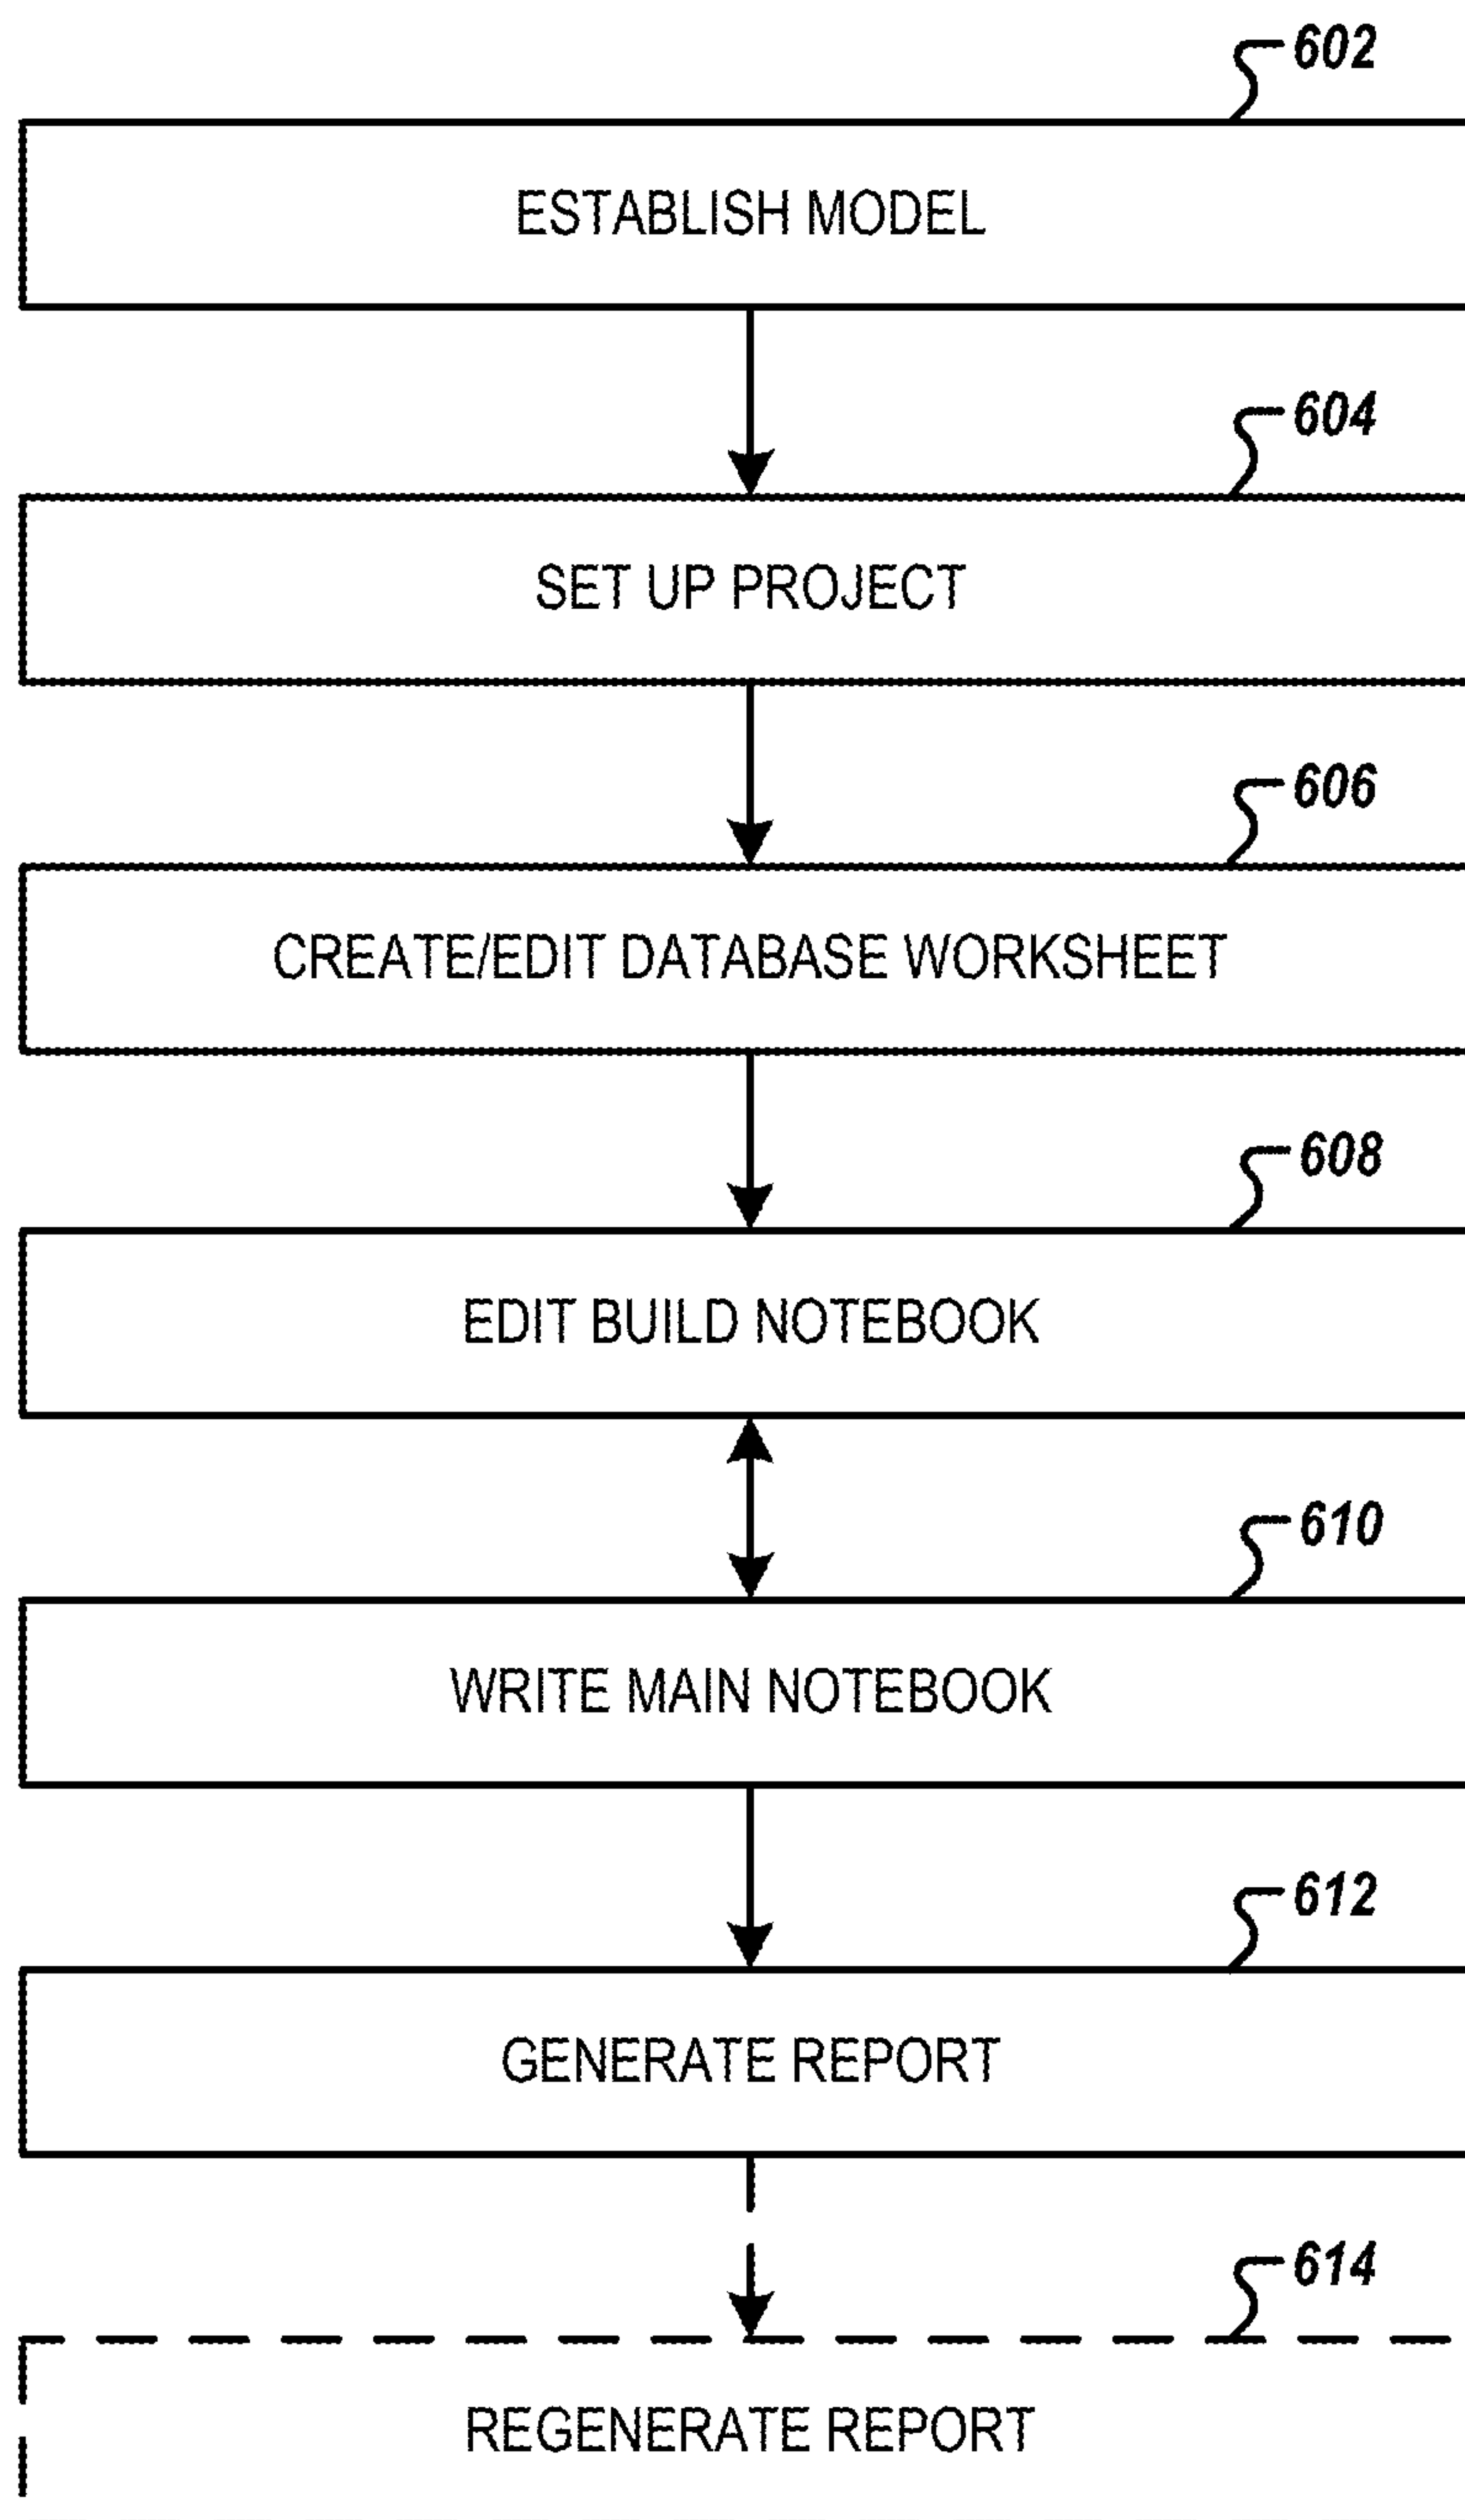 602
ESTABLISH MODEL
604
SET UP PROJECT
606
CREATE/EDIT DATABASE WORKSHEET
608
EDIT BUILD NOTEBOOK
610
WRITE MAIN NOTEBOOK
612
GENERATE REPORT
614
REGENERATE REPORT